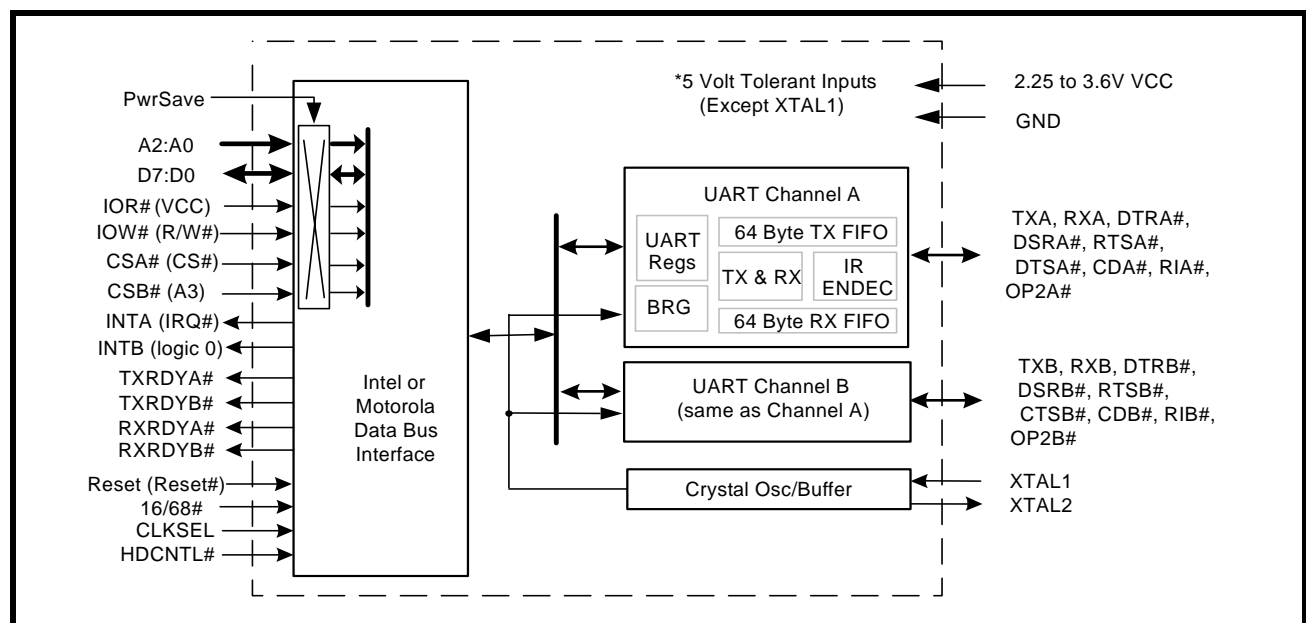 PwrSave
A2:A0
D7:D0
IOR# (VCC)
IOW# (R/W#)
CSA# (CS#)
CSB# (A3)
INTA (IRQ#)
INTB (logic 0)
TXRDYA#
TXRDYB#
RXRDYA#
RXRDYB#
Reset (Reset#)
16/68#
CLKSEL
HDCNTL#
Intel or
Motorola
Data Bus
Interface
*5 Volt Tolerant Inputs
(Except XTAL1)
2.25 to 3.6V VCC
GND
UART Channel A
UART
Regs
BRG
64 Byte TX FIFO
TX & RX
IR
ENDEC
64 Byte RX FIFO
TXA, RXA, DTRA#,
DSRA#, RTSA#,
DTSA#, CDA#, RIA#,
OP2A#
UART Channel B
(same as Channel A)
TXB, RXB, DTRB#,
DSRB#, RTSB#,
CTSB#, CDB#, RIB#,
OP2B#
Crystal Osc/Buffer
XTAL1
XTAL2